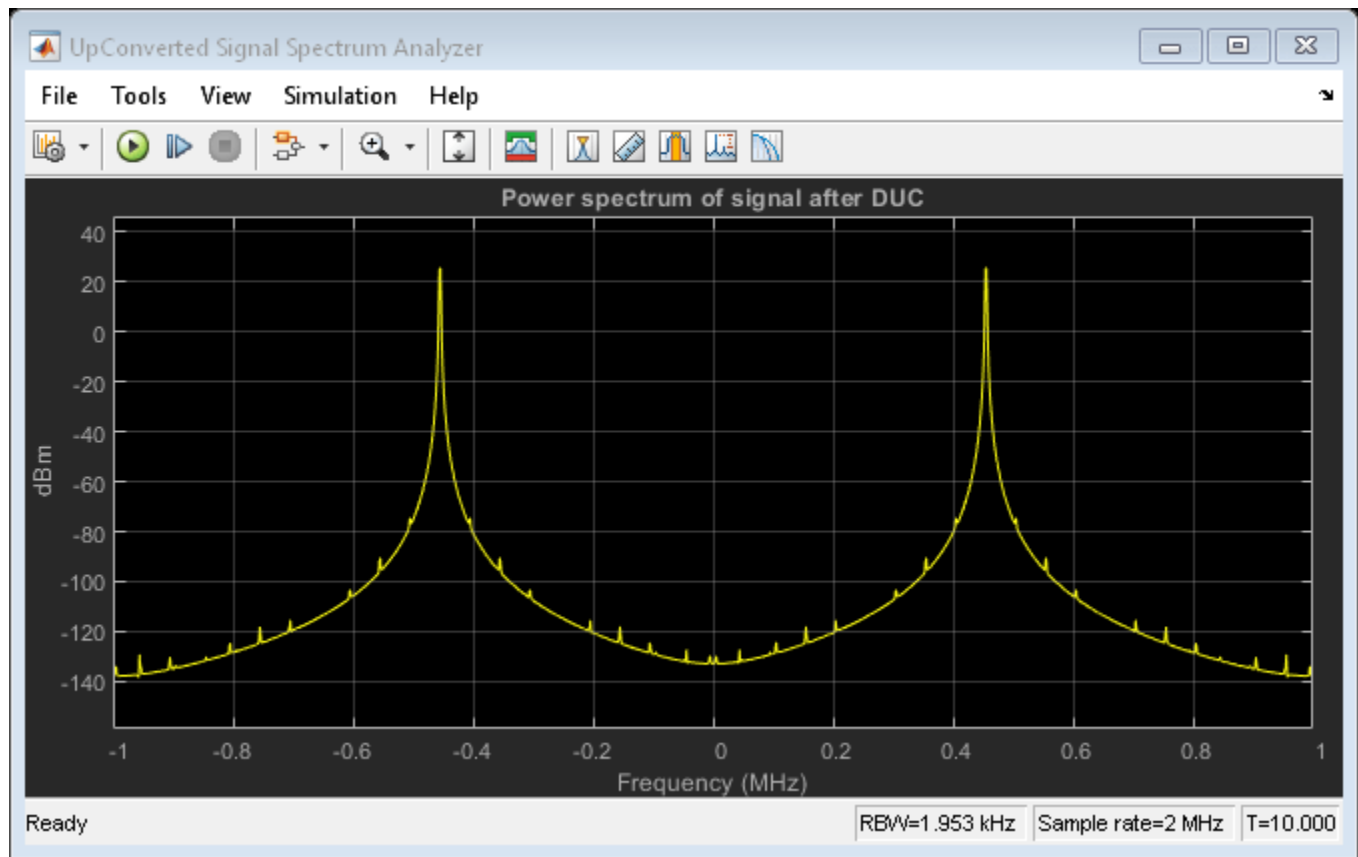 UpConverted Signal Spectrum Analyzer
File Tools View Simulation Help
Power spectrum of signal after DUC
40
20
0
-20
-40
-60
-80
-100
-120
-140
dBm
-1 -0.8 -0.6 -0.4 -0.2 0 0.2 0.4 0.6 0.8 1
Frequency (MHz)
Ready RBW=1.953 kHz Sample rate=2 MHz T=10.000